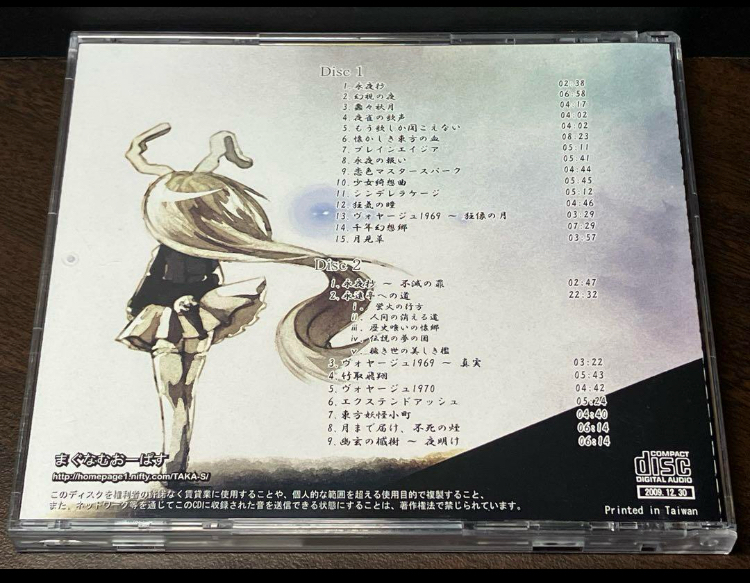 Disc 1
1. 永夜抄 02:38
2. 幻視の夜 06:58
3. 蠢々秋月 04:17
4. 夜雀の歌声 04:02
5. もう歌しか聞こえない 04:02
6. 懐かしき東方の血 08:23
7. プレインエイジア 05:11
8. 永夜の報い 03:41
9. 恋色マスタースパーク 04:44
10. 少女綺想曲 05:45
11. シンデレラケージ 05:12
12. 狂気の瞳 04:46
13. ヴォヤージュ1969 ～ 狂像の月 03:29
14. 千年幻想郷 07:29
15. 月見草 03:57
Disc 2
1. 永夜抄 ～ 不滅の罪 02:47
2. 永遠亭への道 22:32
i. 蛍火の行方
ii. 人間の消える道
iii. 歴史喰いの懐郷
iv. 伝説の夢の国
v. 穢き世の美しき檻
3. ヴォヤージュ1969 ～ 真実 03:22
4. 竹取飛翔 05:43
5. ヴォヤージュ1970 04:42
6. エクステンドアッシュ 05:24
7. 東方妖怪小町 04:40
8. 月まで届け、不死の煙 06:14
9. 幽玄の槭樹 ～ 夜明け 06:14
まぐなむおーぱす
http://homepage1.nifty.com/TAKA-S/
このディスクを権利者の許諾なく賃貸業に使用することや、個人的な範囲を超える使用目的で複製すること、
また、ネットワーク等を通じてこのCDに収録された音を送信できる状態にすることは、著作権法で禁じられています。
COMPACT
disc
DIGITAL AUDIO
2009.12.30
Printed in Taiwan